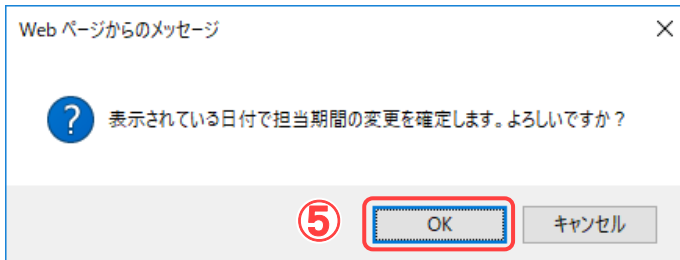 Web ページからのメッセージ
表示されている日付で担当期間の変更を確定します。よろしいですか？
⑤ OK キャンセル